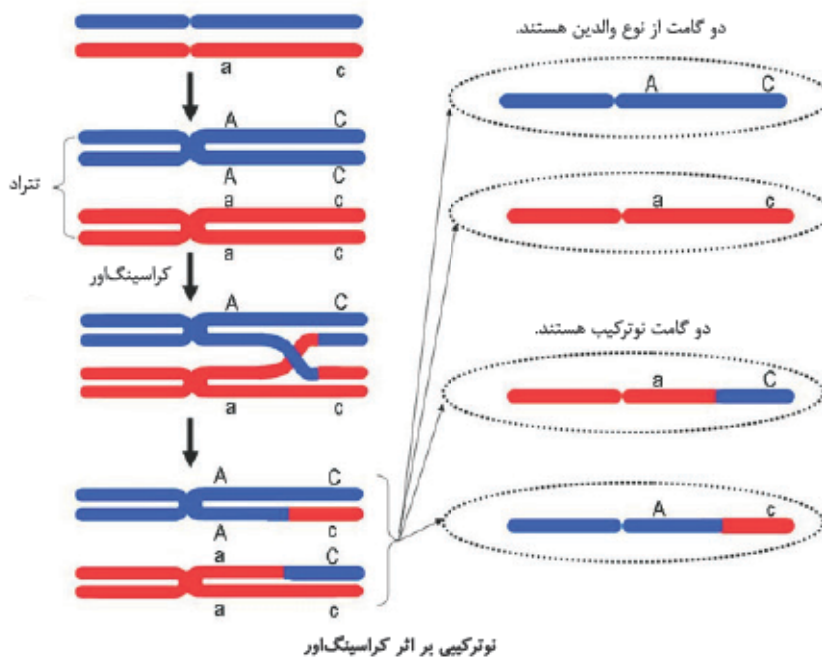 a c
A C
تتراد
A C
a c
a c
کراسینگ‌اور
A C
a c
A C
A c
a C
a c
دو گامت از نوع والدین هستند.
A C
a c
دو گامت نوترکیب هستند.
a C
A c
نوترکیبی بر اثر کراسینگ‌اور